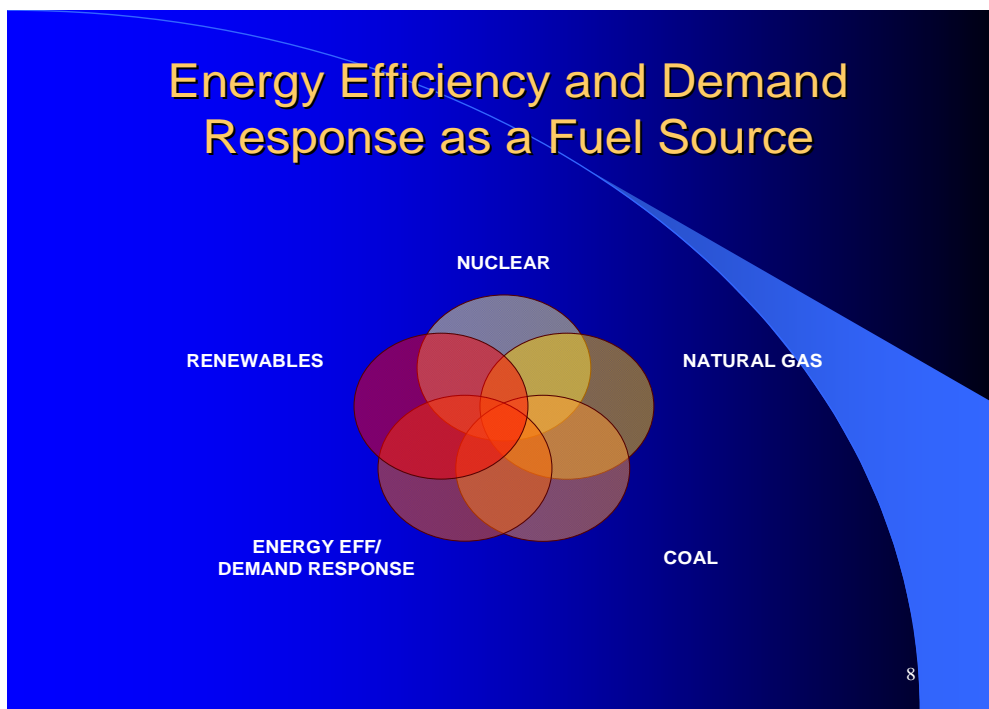 Energy Efficiency and Demand
Response as a Fuel Source
NUCLEAR
RENEWABLES
NATURAL GAS
ENERGY EFF/
DEMAND RESPONSE
COAL
8